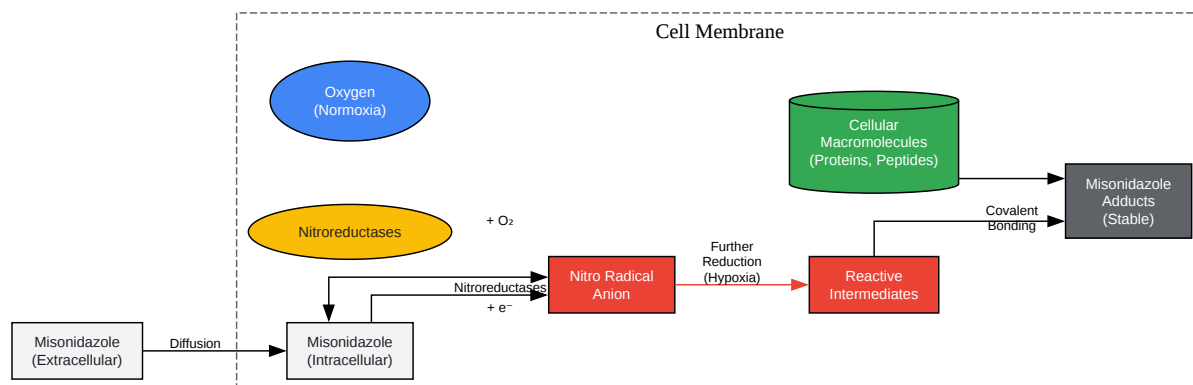 Cell Membrane
Oxygen
(Normoxia)
Cellular
Macromolecules
(Proteins, Peptides)
Misonidazole
Adducts
(Stable)
Nitroreductases
+ O₂
Covalent
Bonding
Further
Reduction
(Hypoxia)
Nitro Radical
Anion
Reactive
Intermediates
Nitroreductases
+ e⁻
Misonidazole
(Extracellular)
Diffusion
Misonidazole
(Intracellular)